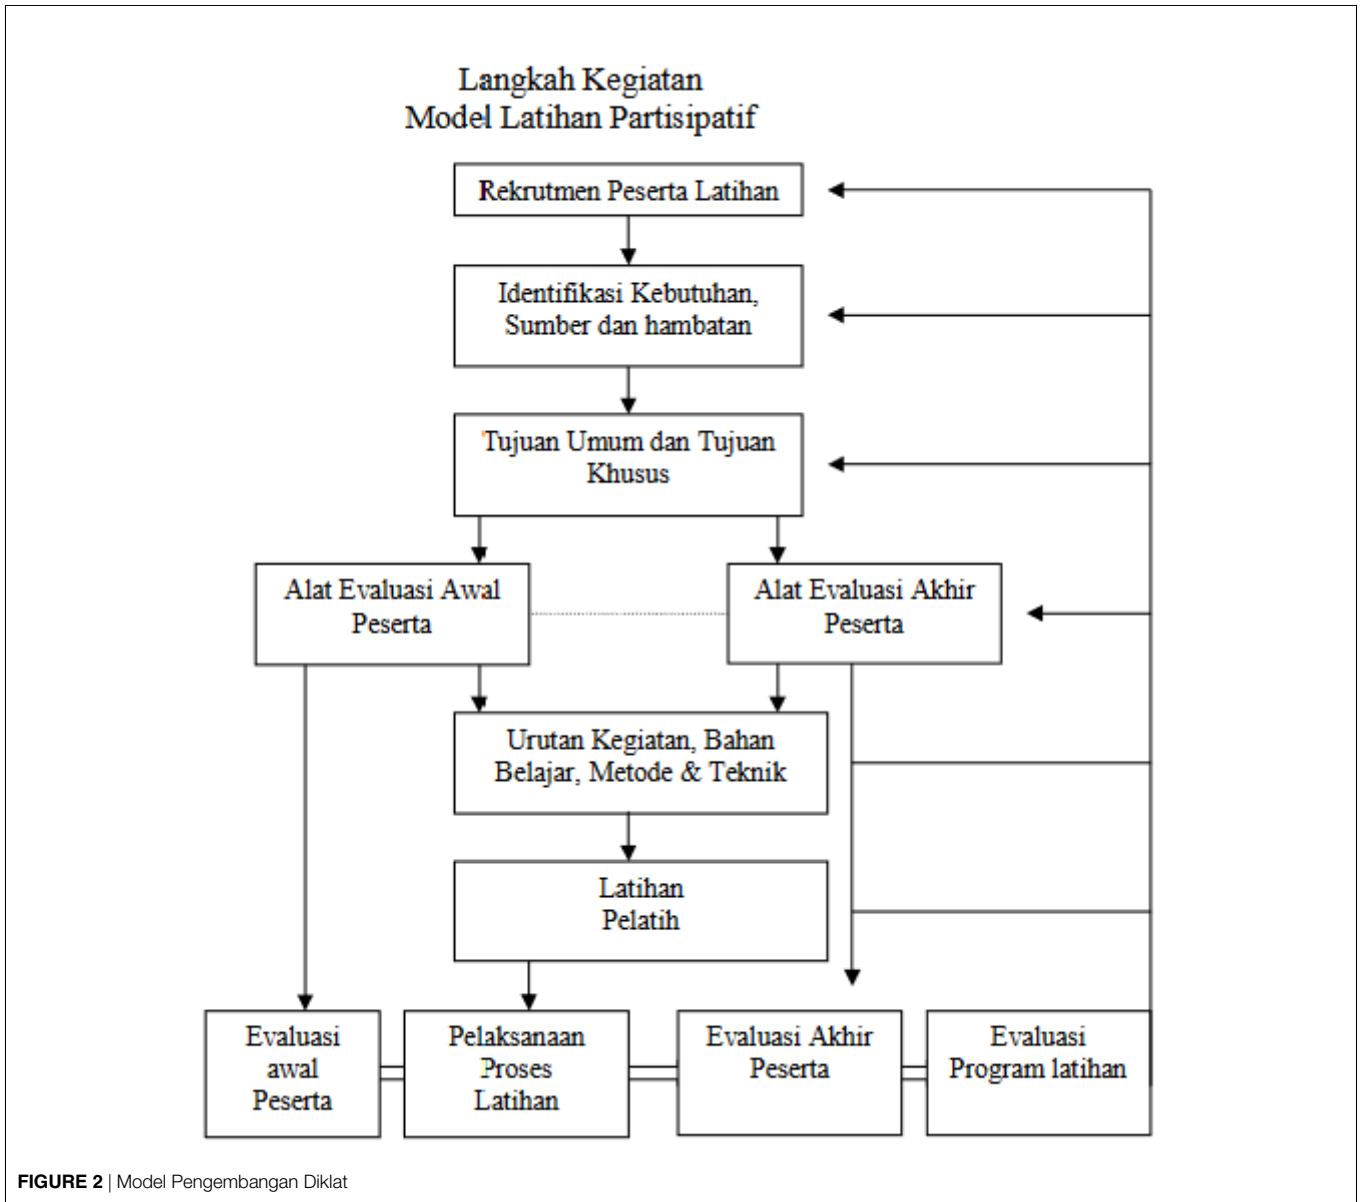 Langkah Kegiatan
Model Latihan Partisipatif
Rekrutmen Peserta Latihan
Identifikasi Kebutuhan,
Sumber dan hambatan
Tujuan Umum dan Tujuan
Khusus
Alat Evaluasi Awal
Peserta
Alat Evaluasi Akhir
Peserta
Urutan Kegiatan, Bahan
Belajar, Metode & Teknik
Latihan
Pelatih
Evaluasi
awal
Peserta
Pelaksanaan
Proses
Latihan
Evaluasi Akhir
Peserta
Evaluasi
Program latihan
FIGURE 2 | Model Pengembangan Diklat